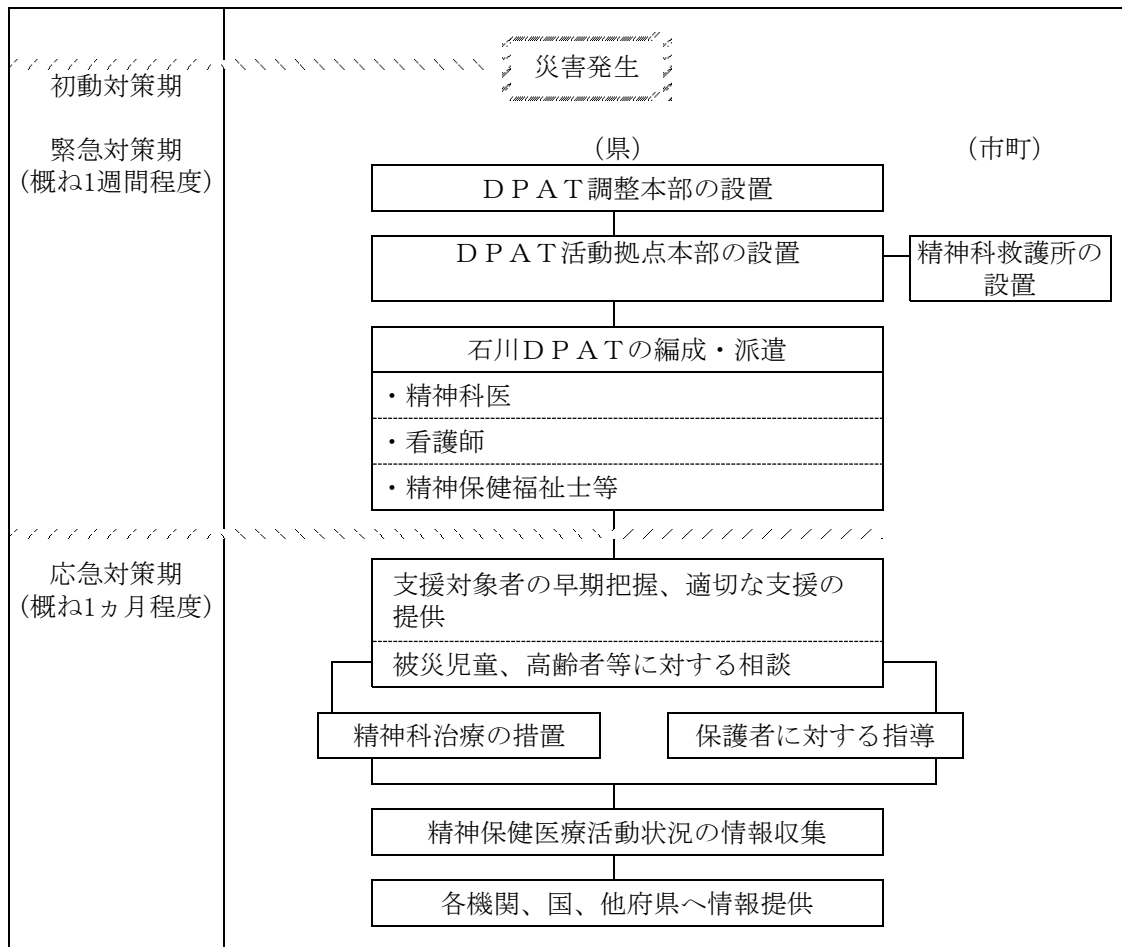 災害発生
初動対策期
緊急対策期
(概ね1週間程度)
(県)
(市町)
DPAT調整本部の設置
DPAT活動拠点本部の設置
精神科救護所の
設置
石川DPATの編成・派遣
・精神科医
・看護師
・精神保健福祉士等
応急対策期
(概ね1ヵ月程度)
支援対象者の早期把握、適切な支援の
提供
被災児童、高齢者等に対する相談
精神科治療の措置
保護者に対する指導
精神保健医療活動状況の情報収集
各機関、国、他府県へ情報提供